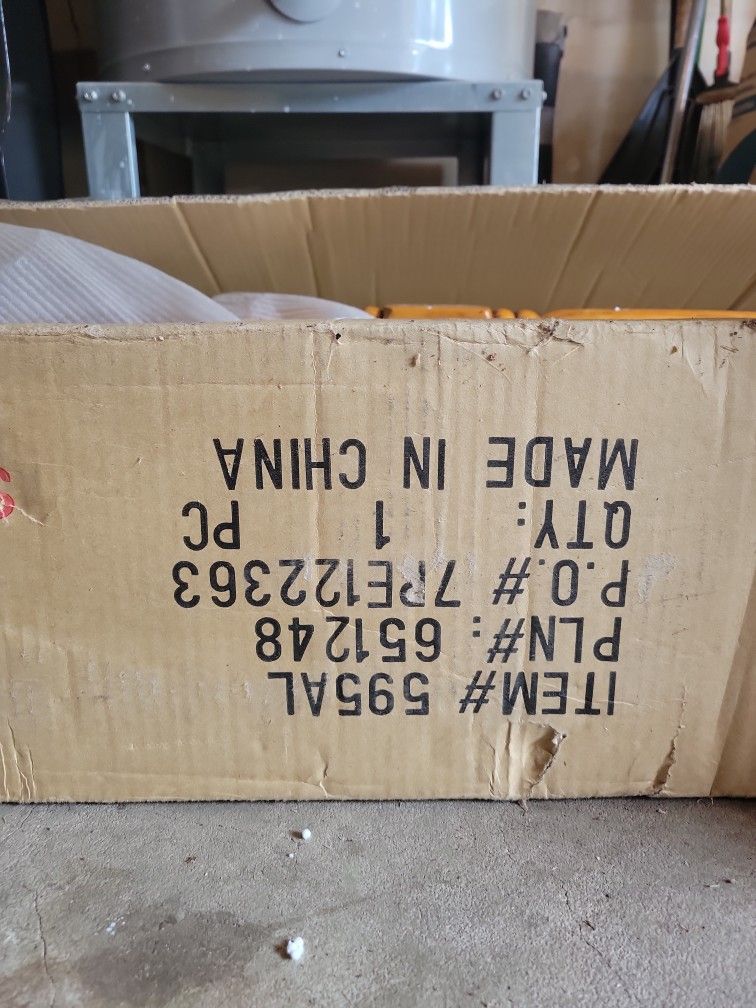 ITEM# 595AL
PLN#: 651248
P.O.# 7RE122363
QTY: 1 PC
MADE IN CHINA